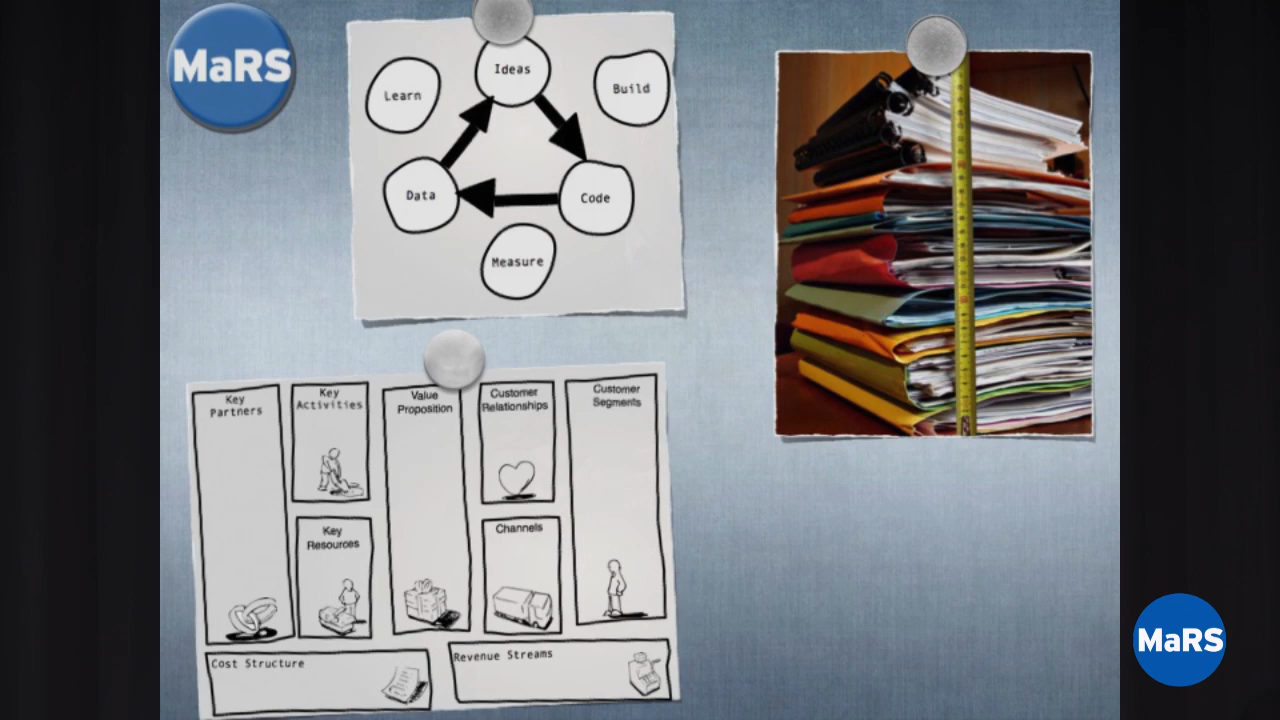 MaRS
Ideas
Learn
Build
Data
Code
Measure
Key
Partners
Key
Activities
Value
Proposition
Customer
Relationships
Customer
Segments
Key
Resources
Channels
Cost Structure
Revenue Streams
MaRS